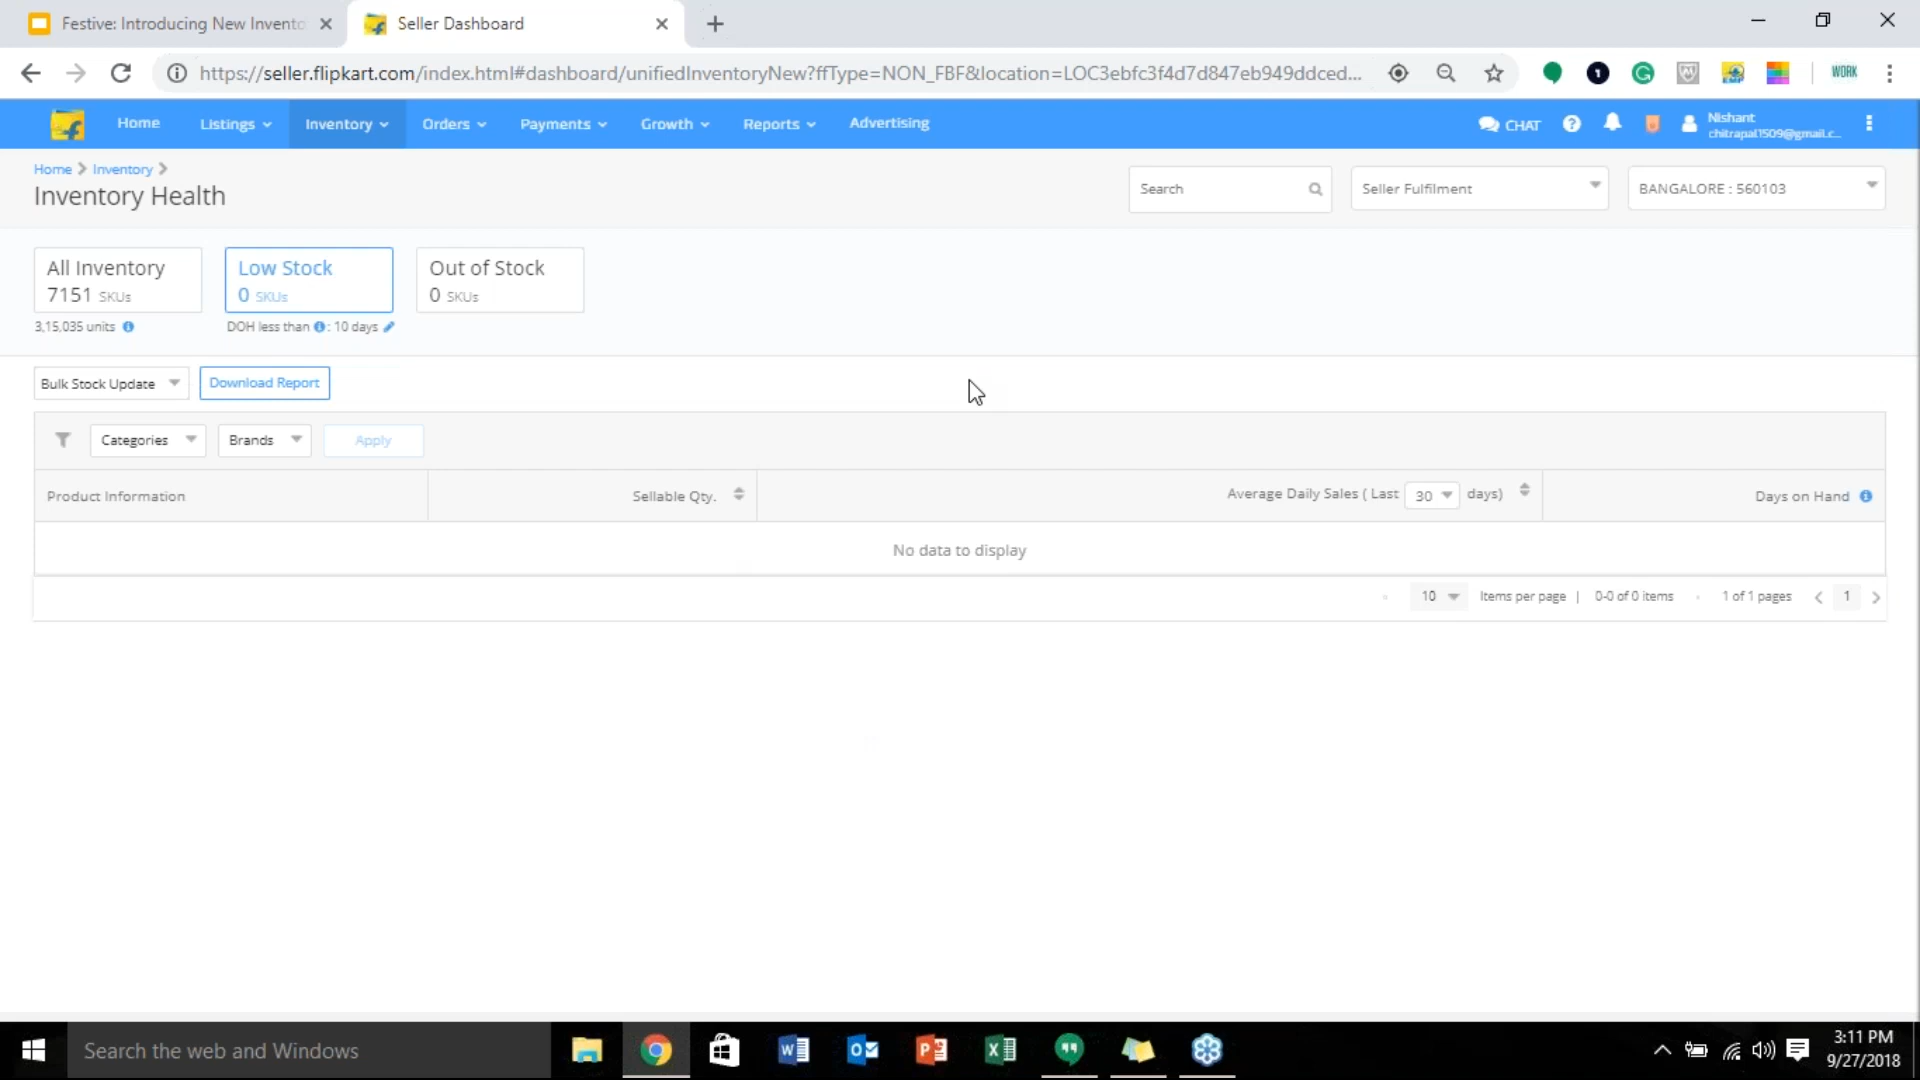 Festive: Introducing New Invento
Seller Dashboard
https://seller.flipkart.com/index.html#dashboard/unifiedInventoryNew?ffType=NON_FBF&location=LOC3ebfc3f4d7d847eb949ddced...
WORK
Home
Listings
Inventory
Orders
Payments
Growth
Reports
Advertising
CHAT
Nishant
chitrapal1509@gmail.c...
Home
Inventory
Inventory Health
Search
Seller Fulfilment
BANGALORE : 560103
All Inventory
7151 SKUs
Low Stock
0 SKUs
Out of Stock
0 SKUs
3,15,035 units
DOH less than : 10 days
Bulk Stock Update
Download Report
Categories
Brands
Apply
Product Information
Sellable Qty.
Average Daily Sales ( Last 30 days)
Days on Hand
No data to display
10 Items per page | 0-0 of 0 items
1 of 1 pages
1
Search the web and Windows
3:11 PM
9/27/2018